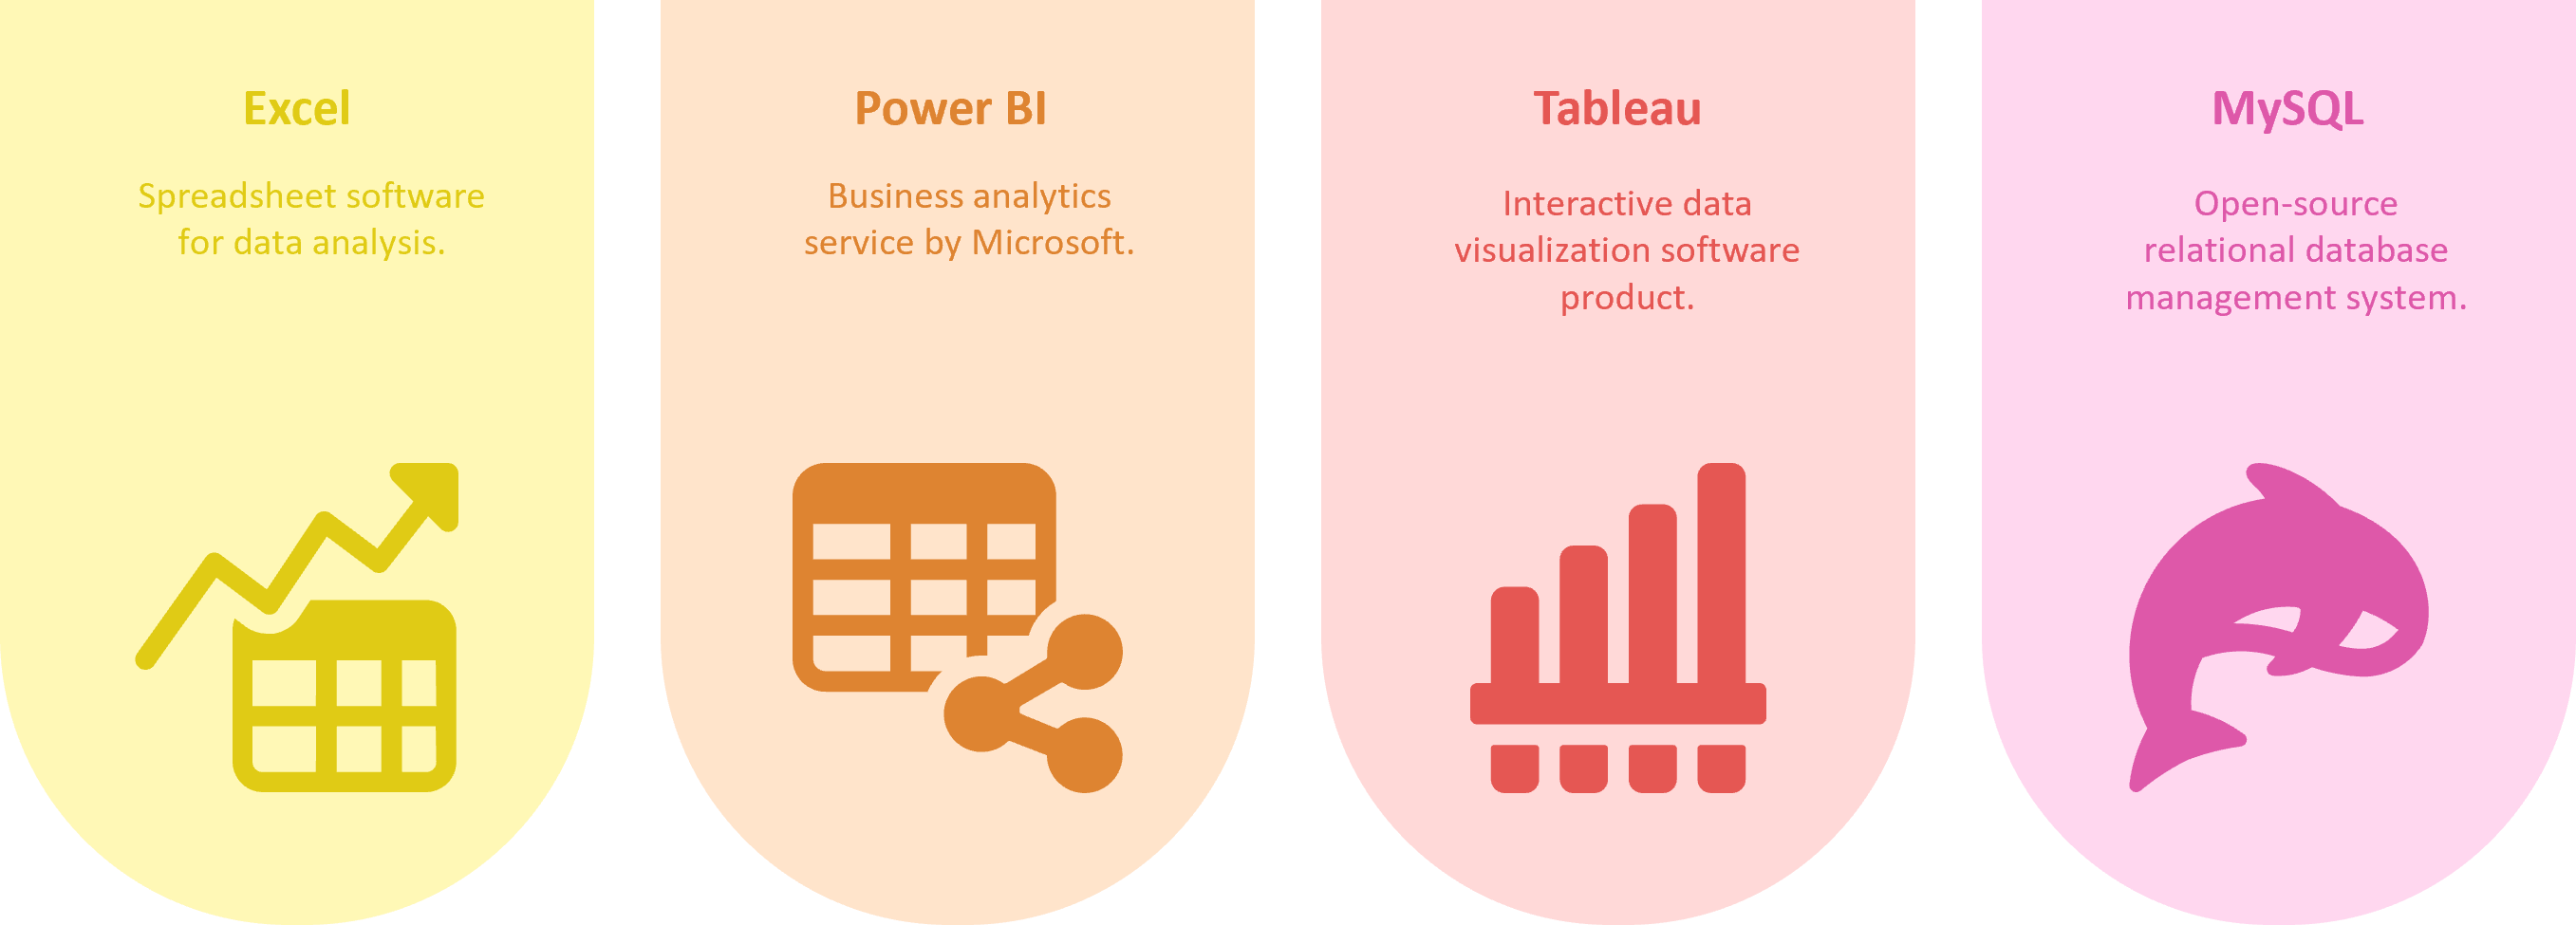 Excel
Spreadsheet software
for data analysis.
Power BI
Business analytics
service by Microsoft.
Tableau
Interactive data
visualization software
product.
MySQL
Open-source
relational database
management system.